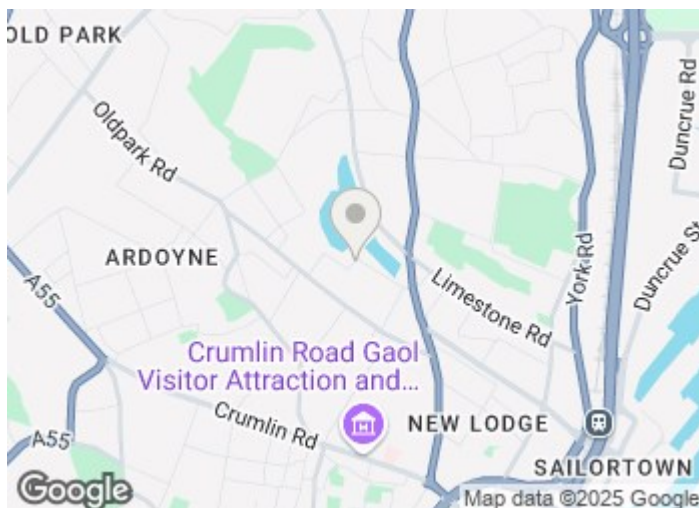 OLD PARK
Oldpark Rd
Duncrue Rd
ARDOYNE
A55
York Rd
Duncrue St
Limestone Rd
Crumlin Road Gaol
Visitor Attraction and...
Crumlin Rd
NEW LODGE
A55
SAILORTOWN
Google
Map data ©2025 Google